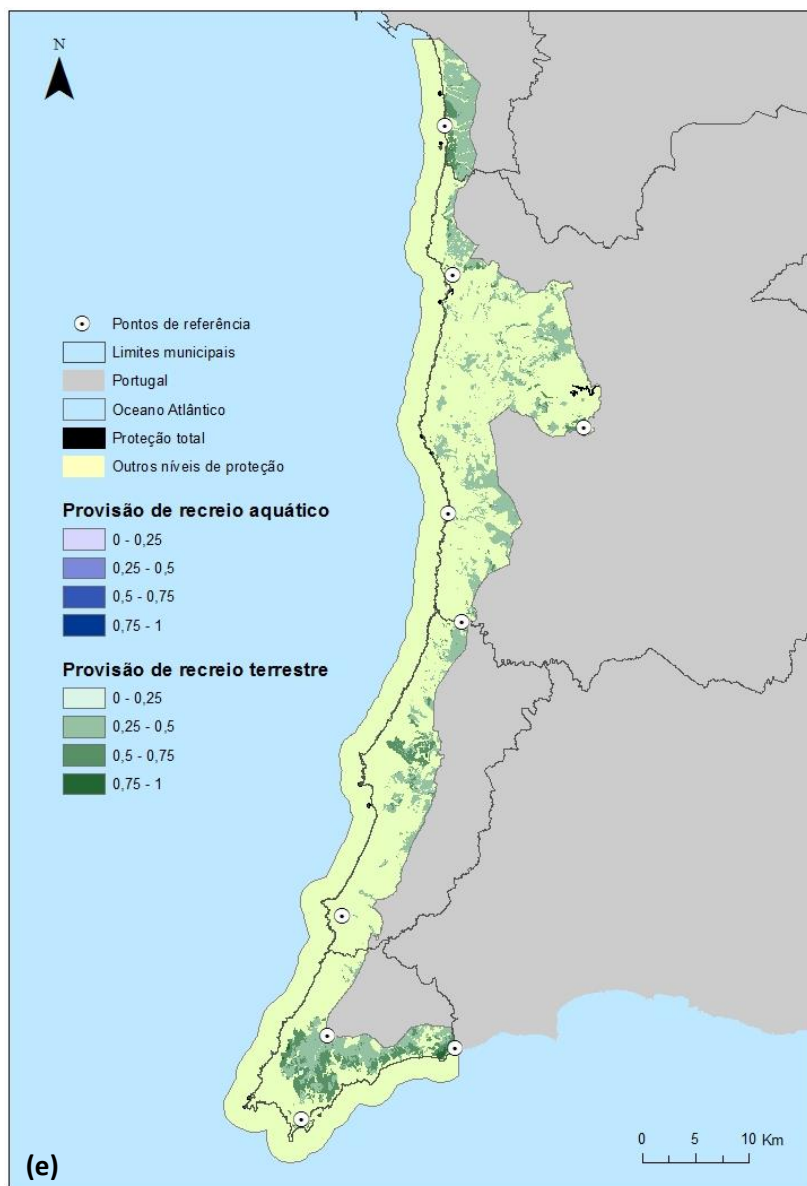 N
Pontos de referência
Limites municipais
Portugal
Oceano Atlântico
Proteção total
Outros níveis de proteção
Provisão de recreio aquático
0 - 0,25
0,25 - 0,5
0,5 - 0,75
0,75 - 1
Provisão de recreio terrestre
0 - 0,25
0,25 - 0,5
0,5 - 0,75
0,75 - 1
(e)
0 5 10 Km